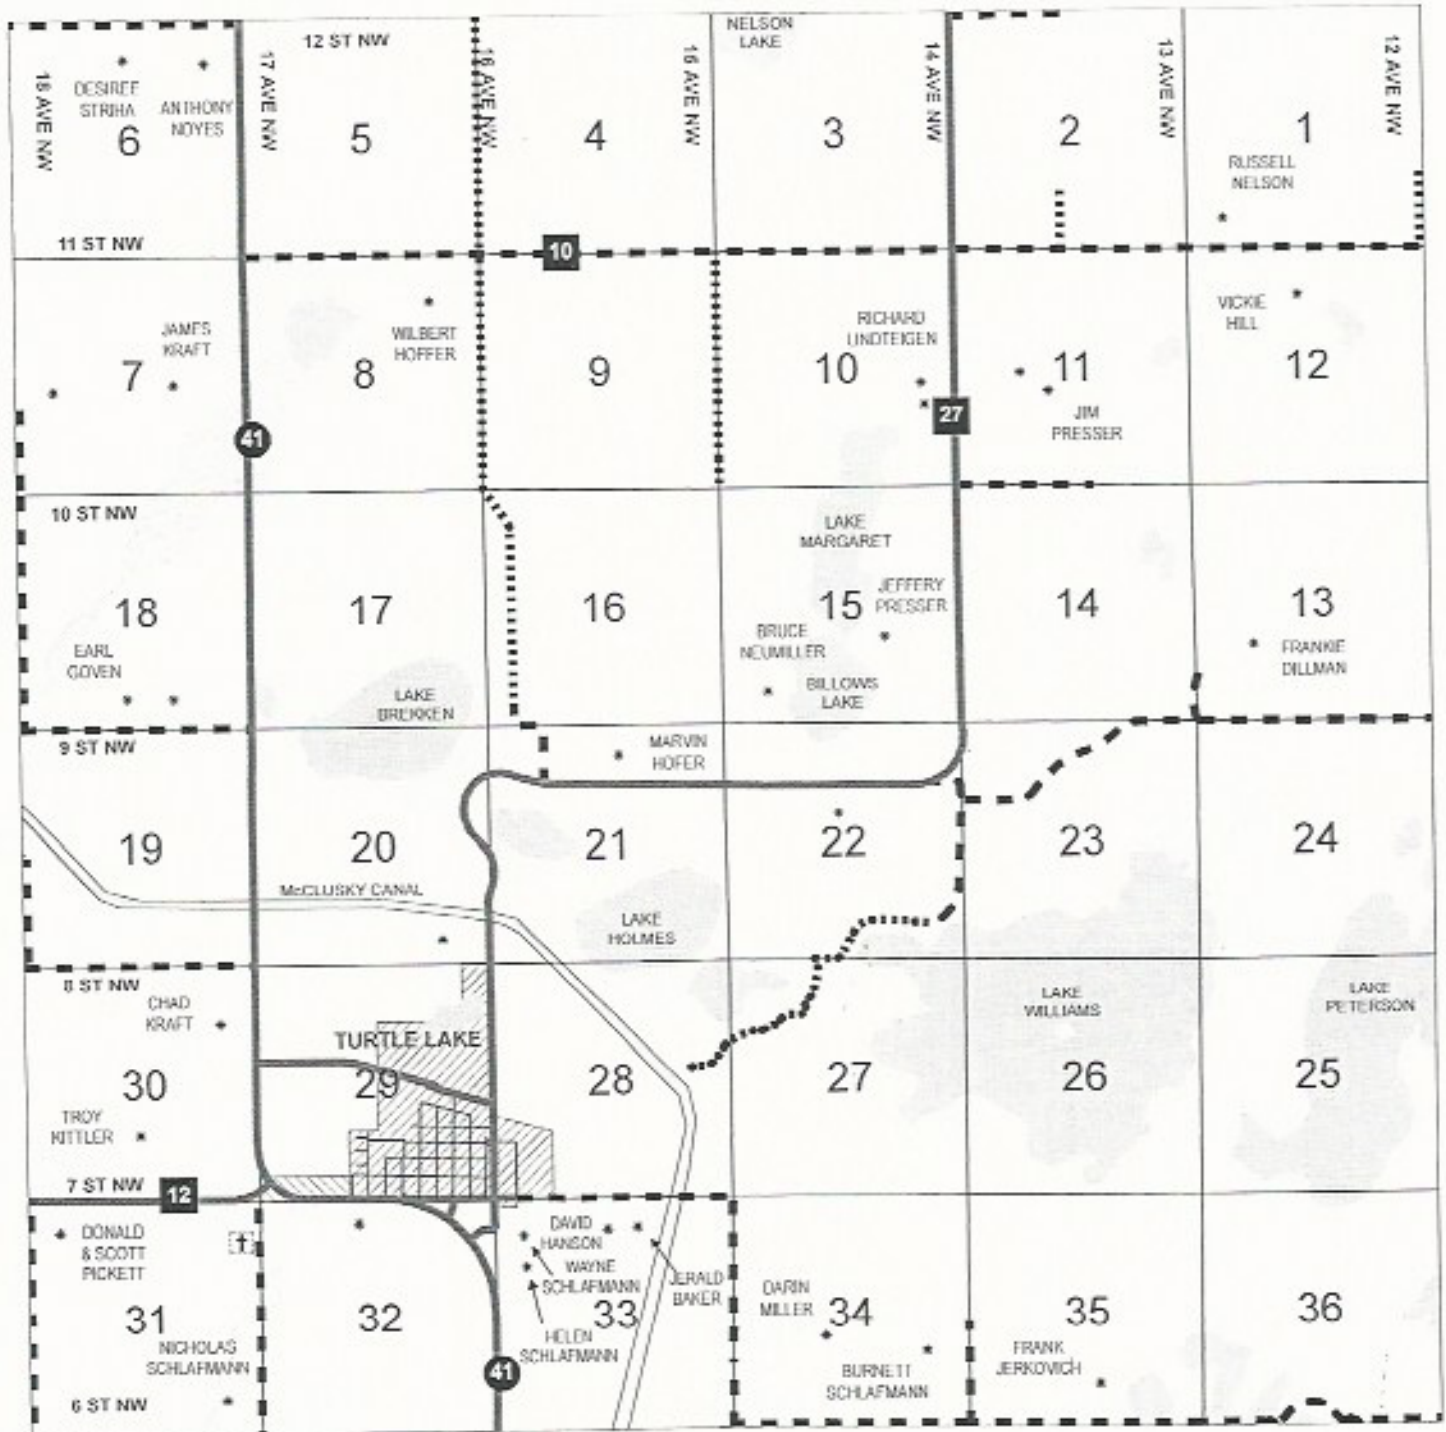 12 ST NW
NELSON
LAKE
18 AVE NW
17 AVE NW
16 AVE NW
15 AVE NW
14 AVE NW
13 AVE NW
12 AVE NW
DESIREE
STRIHA
ANTHONY
NOYES
6
5
4
3
2
1
RUSSELL
NELSON
11 ST NW
10
JAMES
KRAFT
7
WILBERT
HOFFER
8
9
RICHARD
LINDTEIGEN
10
27
11
JIM
PRESSER
VICKIE
HILL
12
41
10 ST NW
LAKE
MARGARET
18
17
16
15
JEFFERY
PRESSER
14
13
EARL
GOVEN
BRUCE
NEUMILLER
FRANKIE
DILLMAN
LAKE
BREKKEN
BILLOWS
LAKE
9 ST NW
MARVIN
HOFER
19
20
21
22
23
24
McCLUSKY CANAL
LAKE
HOLMES
8 ST NW
CHAD
KRAFT
TURTLE LAKE
LAKE
WILLIAMS
LAKE
PETERSON
30
29
28
27
26
25
TROY
KITTLER
7 ST NW
12
DONALD
& SCOTT
PICKETT
DAVID
HANSON
WAYNE
SCHLAFMANN
JERALD
BAKER
DARIN
MILLER
31
32
33
34
35
36
NICHOLAS
SCHLAFMANN
HELEN
SCHLAFMANN
BURNETT
SCHLAFMANN
FRANK
JERKOVICH
41
6 ST NW